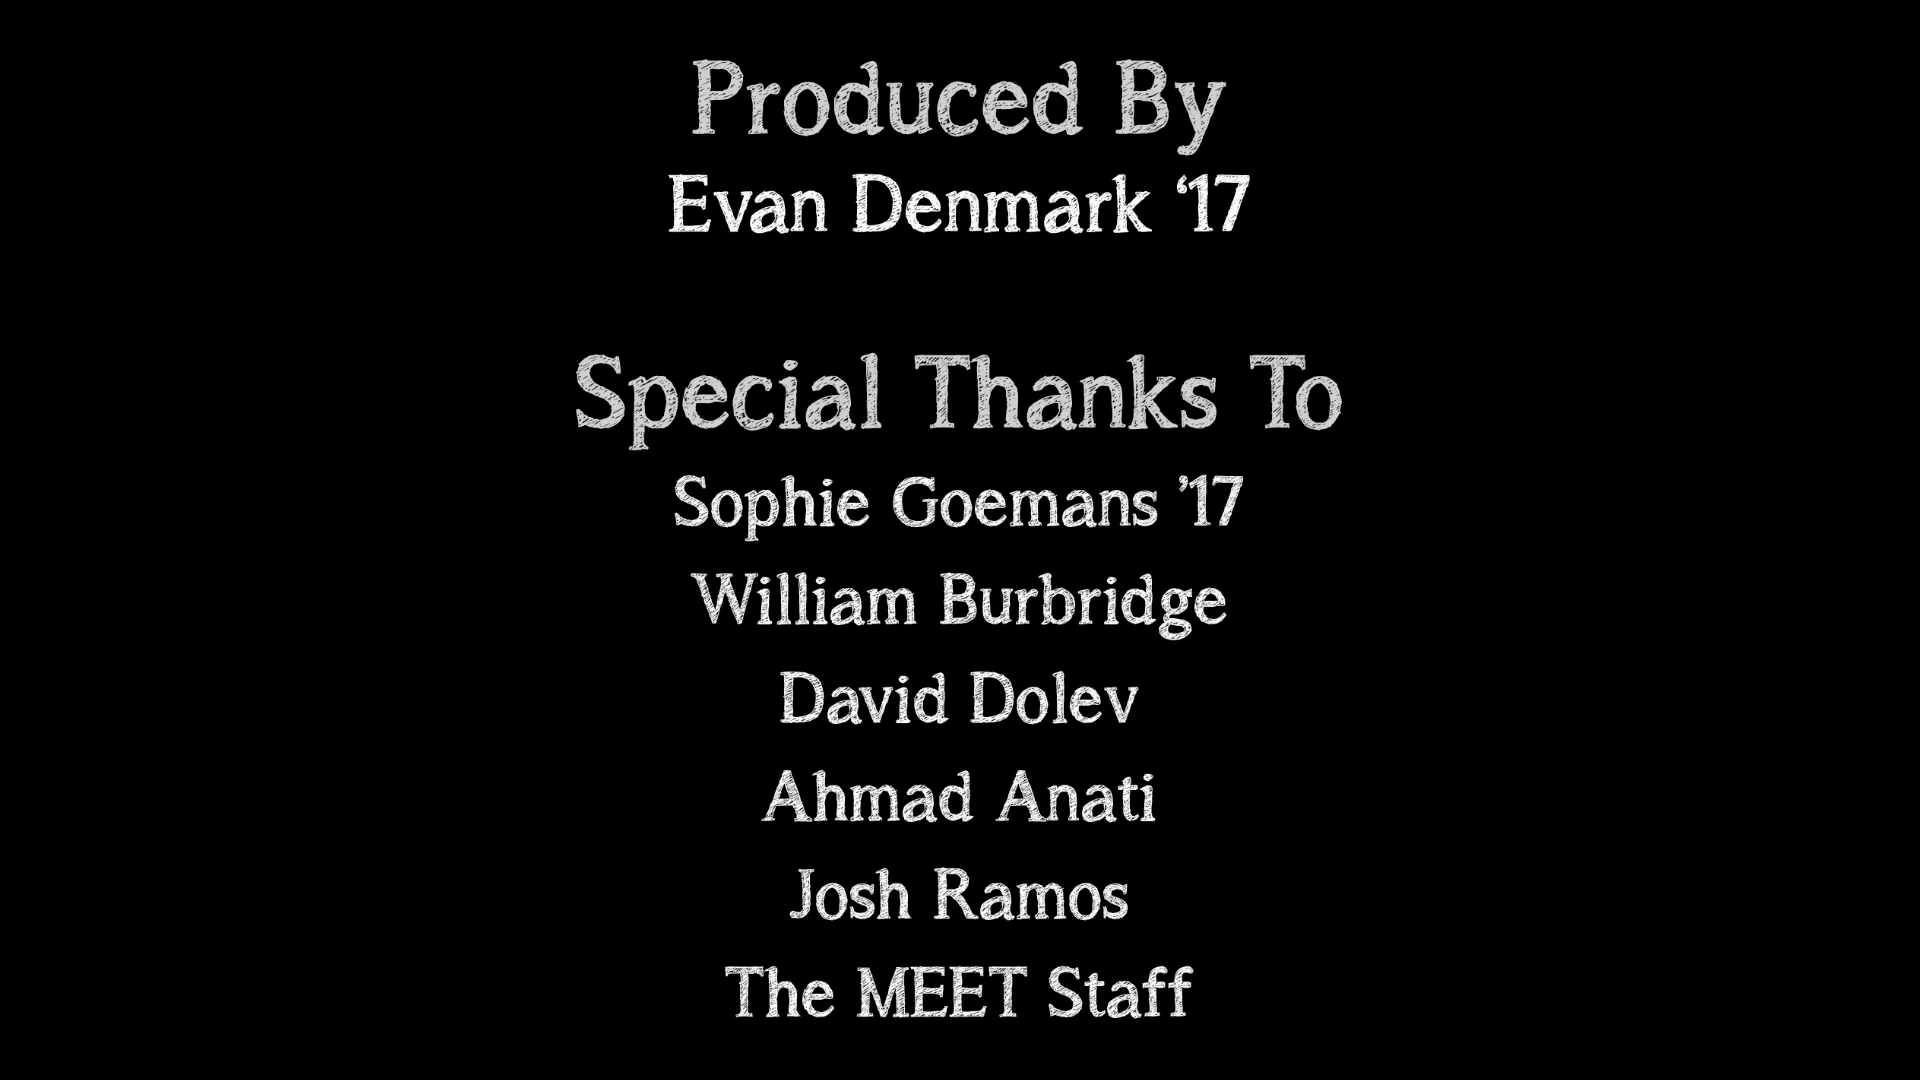 Produced By
Evan Denmark ‘17
Special Thanks To
Sophie Goemans ’17
William Burbridge
David Dolev
Ahmad Anati
Josh Ramos
The MEET Staff